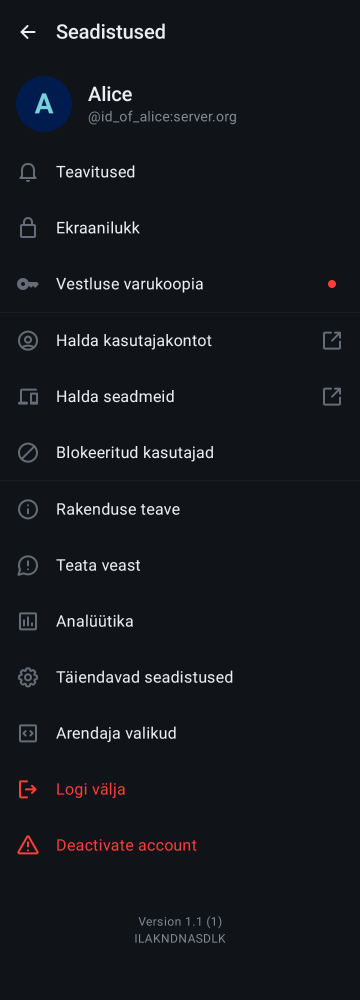 Seadistused
A
Alice
@id_of_alice:server.org
Teavitused
Ekraanilukk
Vestluse varukoopia
Halda kasutajakontot
Halda seadmeid
Blokeeritud kasutajad
Rakenduse teave
Teata veast
Analüütika
Täiendavad seadistused
Arendaja valikud
Logi välja
Deactivate account
Version 1.1 (1)
ILAKNDNASDLK